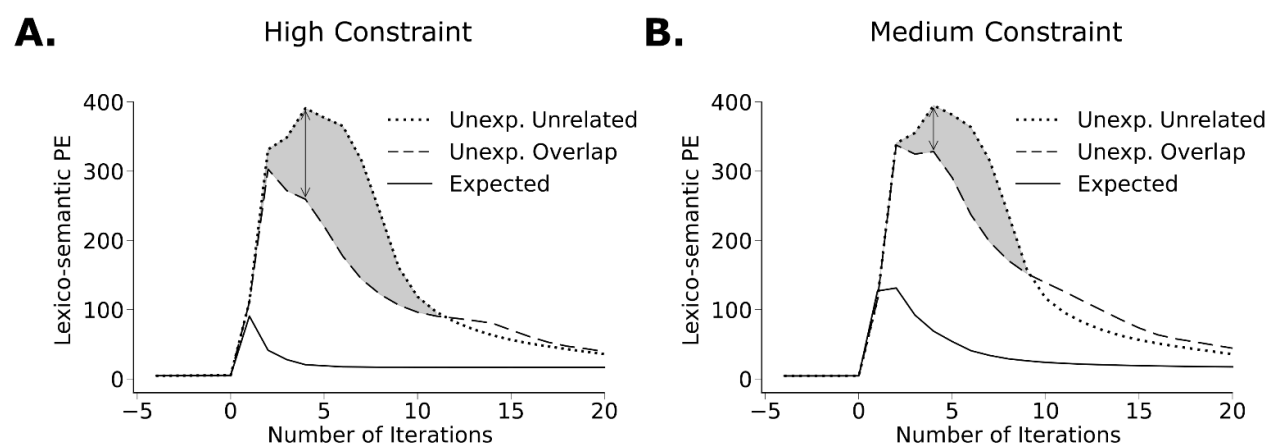 A.
High Constraint
400
300
200
100
0
Lexico-semantic PE
Unexp. Unrelated
Unexp. Overlap
Expected
−5
0
5
10
15
20
Number of Iterations
B.
Medium Constraint
400
300
200
100
0
Lexico-semantic PE
Unexp. Unrelated
Unexp. Overlap
Expected
−5
0
5
10
15
20
Number of Iterations